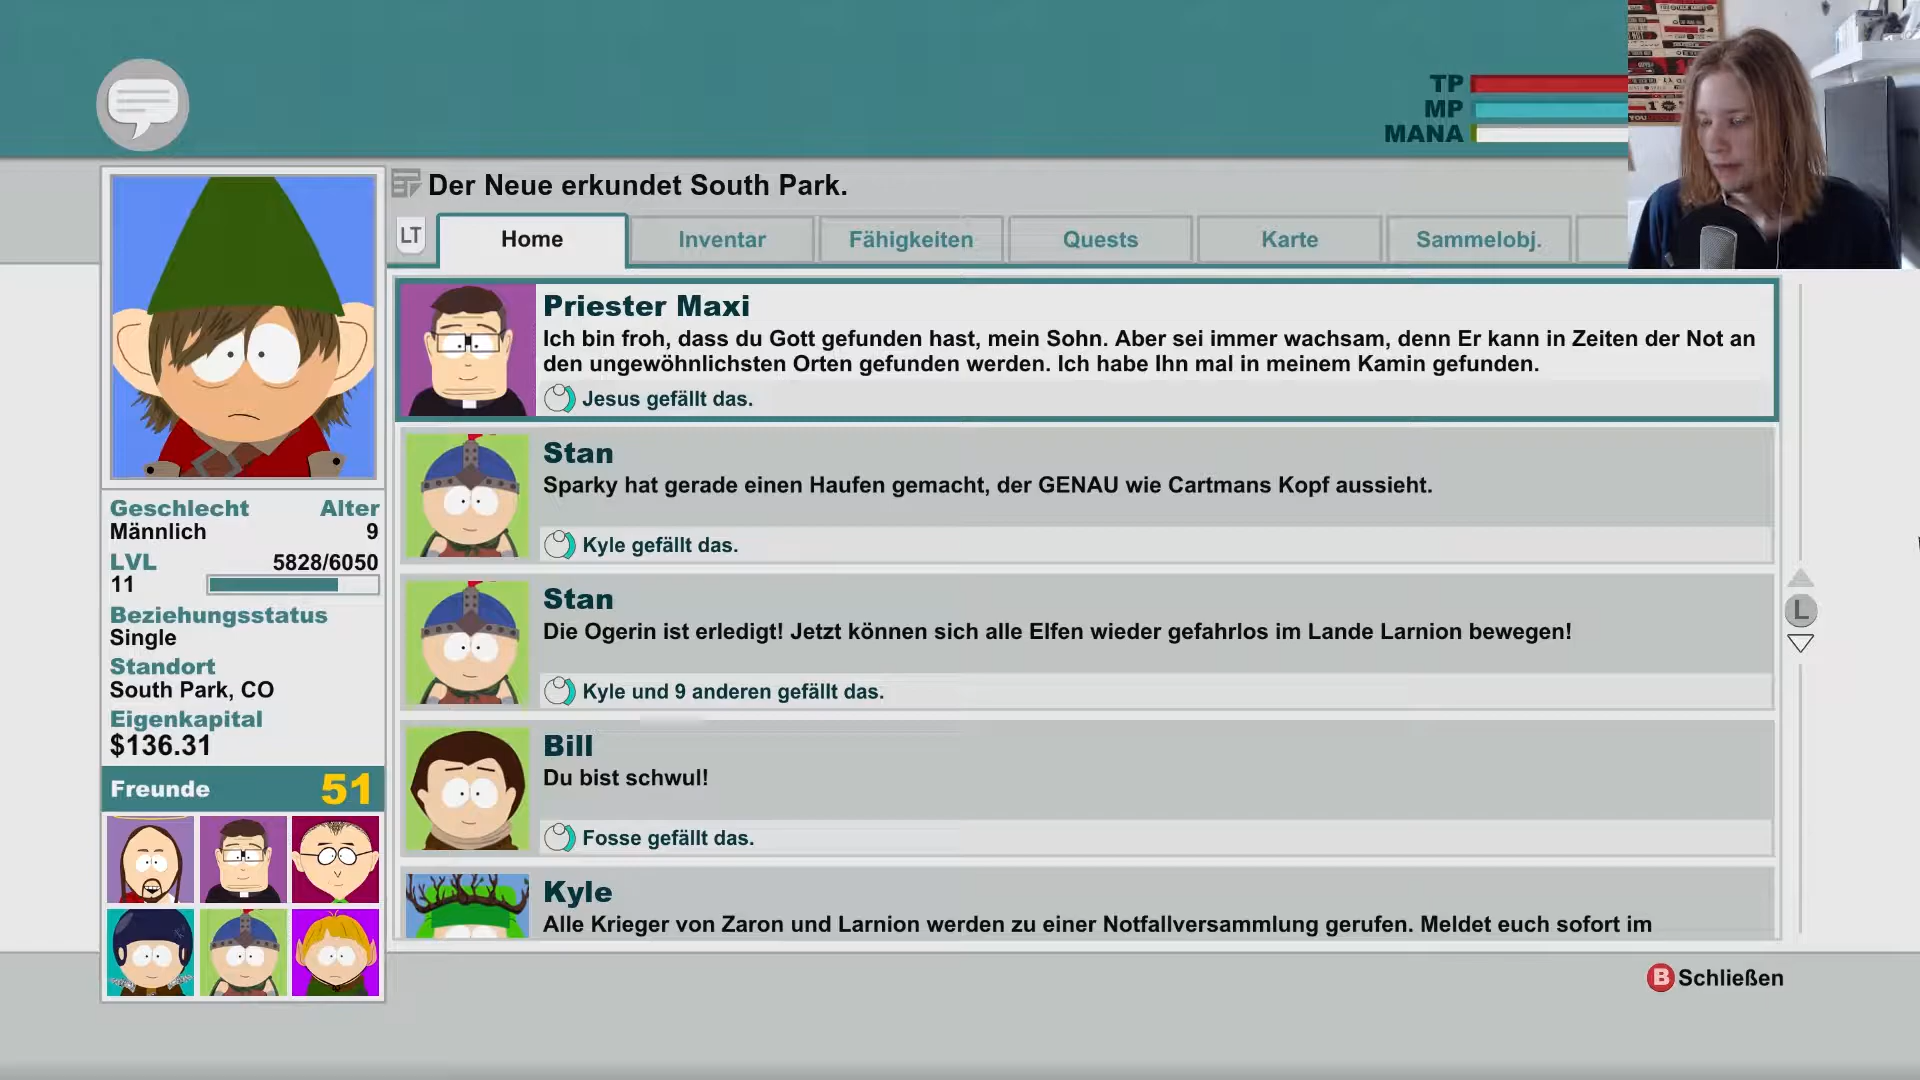 TP
MP
MANA
Der Neue erkundet South Park.
LT
Home
Inventar
Fähigkeiten
Quests
Karte
Sammelobj.
Priester Maxi
Ich bin froh, dass du Gott gefunden hast, mein Sohn. Aber sei immer wachsam, denn Er kann in Zeiten der Not an
den ungewöhnlichsten Orten gefunden werden. Ich habe Ihn mal in meinem Kamin gefunden.
Jesus gefällt das.
Stan
Sparky hat gerade einen Haufen gemacht, der GENAU wie Cartmans Kopf aussieht.
Kyle gefällt das.
Stan
Die Ogerin ist erledigt! Jetzt können sich alle Elfen wieder gefahrlos im Lande Larnion bewegen!
Kyle und 9 anderen gefällt das.
Bill
Du bist schwul!
Fosse gefällt das.
Kyle
Alle Krieger von Zaron und Larnion werden zu einer Notfallversammlung gerufen. Meldet euch sofort im
Geschlecht Alter
Männlich 9
LVL 5828/6050
11
Beziehungsstatus
Single
Standort
South Park, CO
Eigenkapital
$136.31
Freunde 51
L
B Schließen